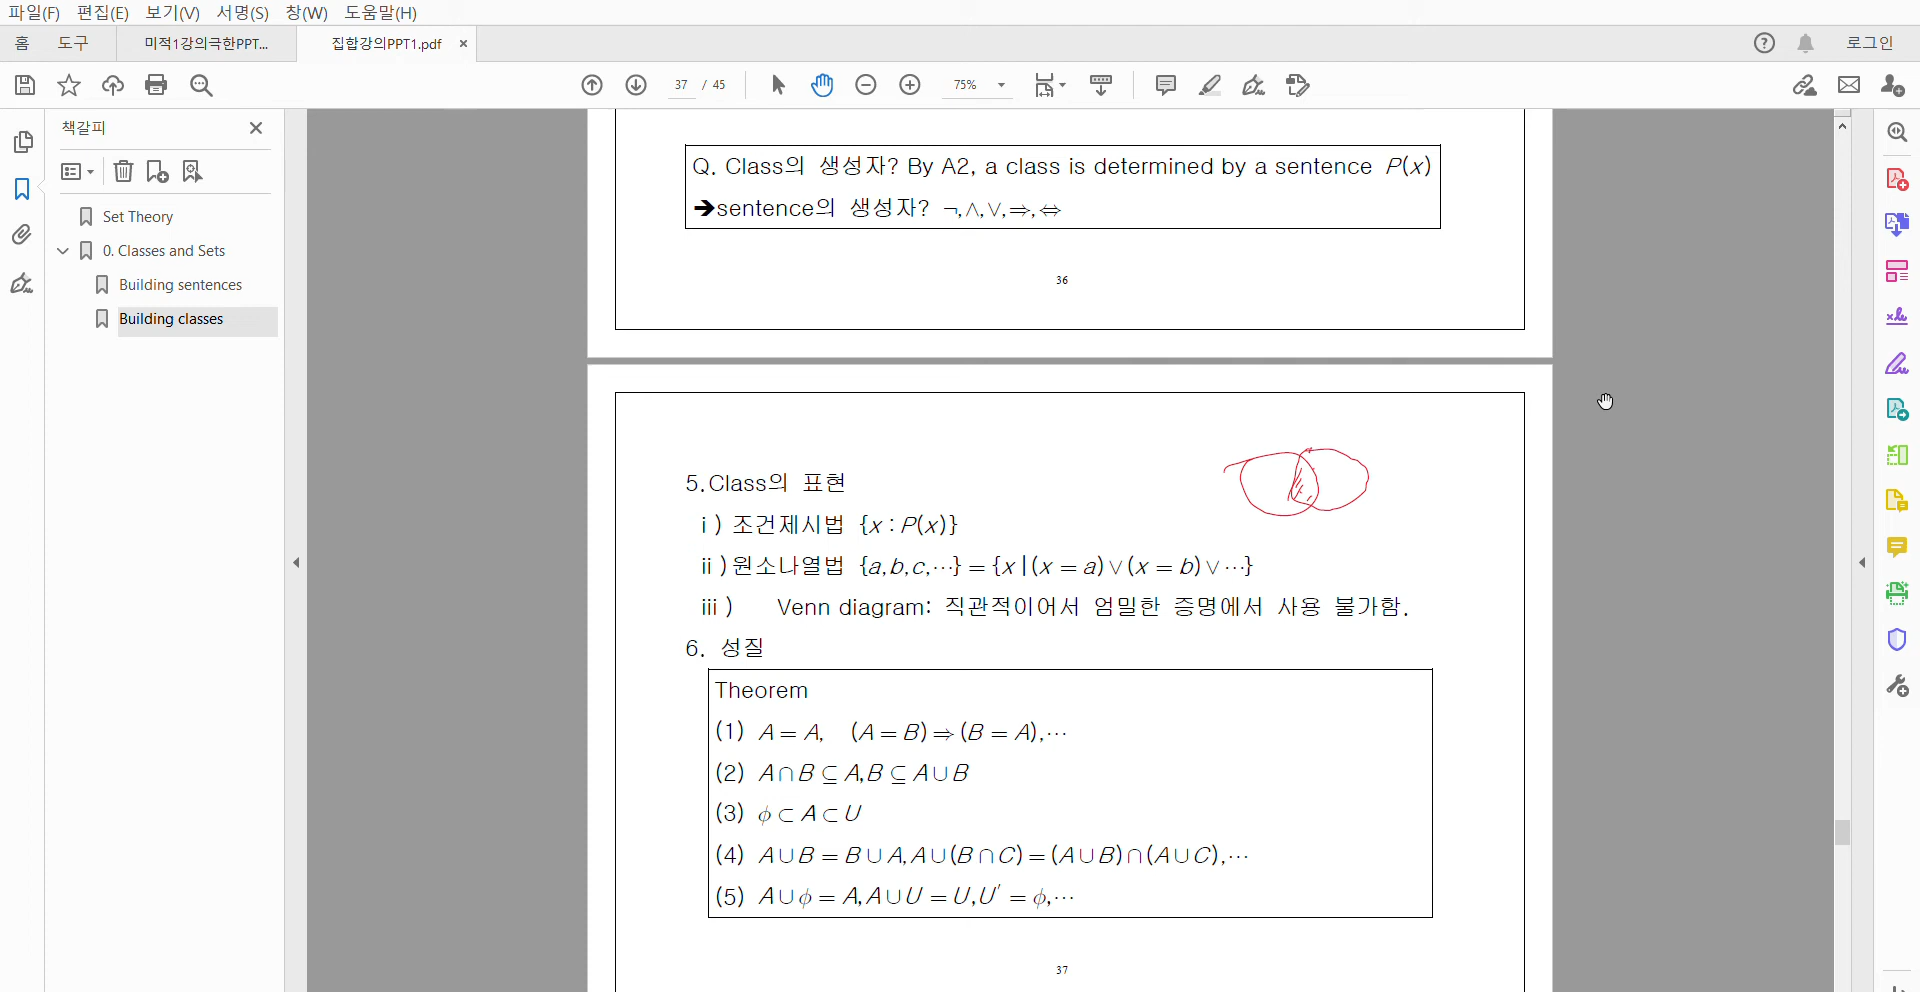 파일(F) 편집(E) 보기(V) 서명(S) 창(W) 도움말(H)
홈 도구 미적1강의극한PPT... 집합강의PPT1.pdf × 로그인
37 / 45 75%
책갈피
Set Theory
0. Classes and Sets
Building sentences
Building classes
Q. Class의 생성자? By A2, a class is determined by a sentence P(x)
➔sentence의 생성자? ¬,∧,∨,⇒,⇔
36
5.Class의 표현
ⅰ) 조건제시법 {x : P(x)}
ⅱ)원소나열법 {a,b,c,⋯} = {x | (x = a)∨(x = b)∨⋯}
ⅲ) Venn diagram: 직관적이어서 엄밀한 증명에서 사용 불가함.
6. 성질
Theorem
(1) A = A, (A = B)⇒(B = A),⋯
(2) A∩B ⊆ A,B ⊆ A∪B
(3) ϕ ⊂ A ⊂ U
(4) A∪B = B∪A,A∪(B∩C) = (A∪B)∩(A∪C),⋯
(5) A∪ϕ = A,A∪U = U,U′ = ϕ,⋯
37